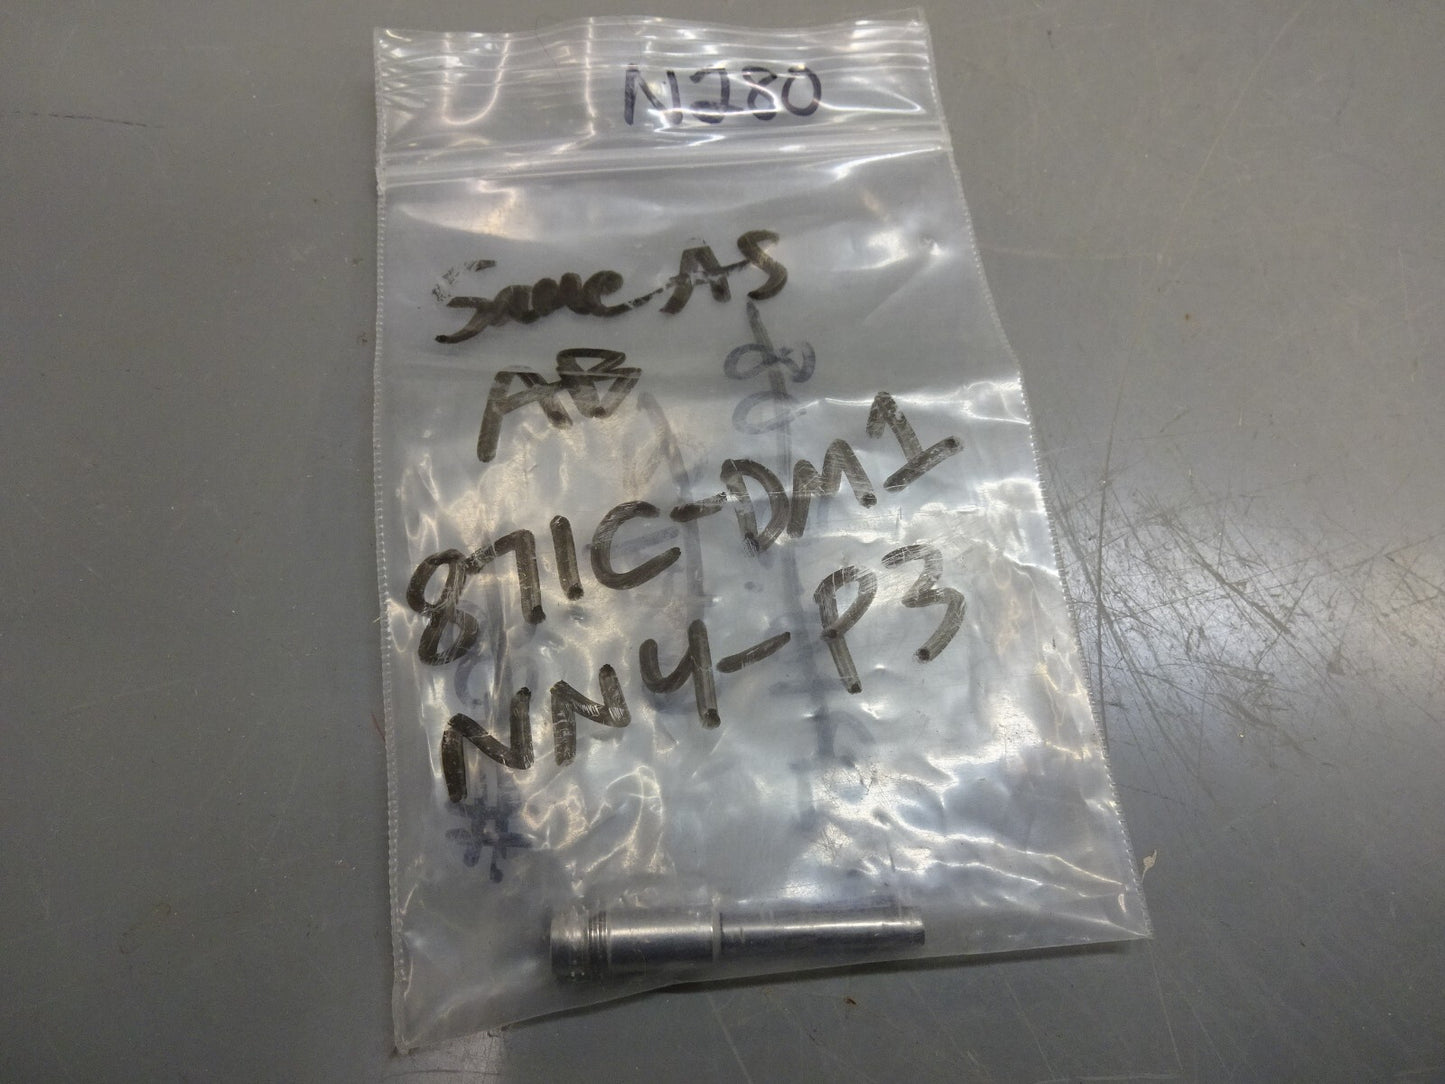 N280
Same AS
AB
871C-DM1
NN4-P3